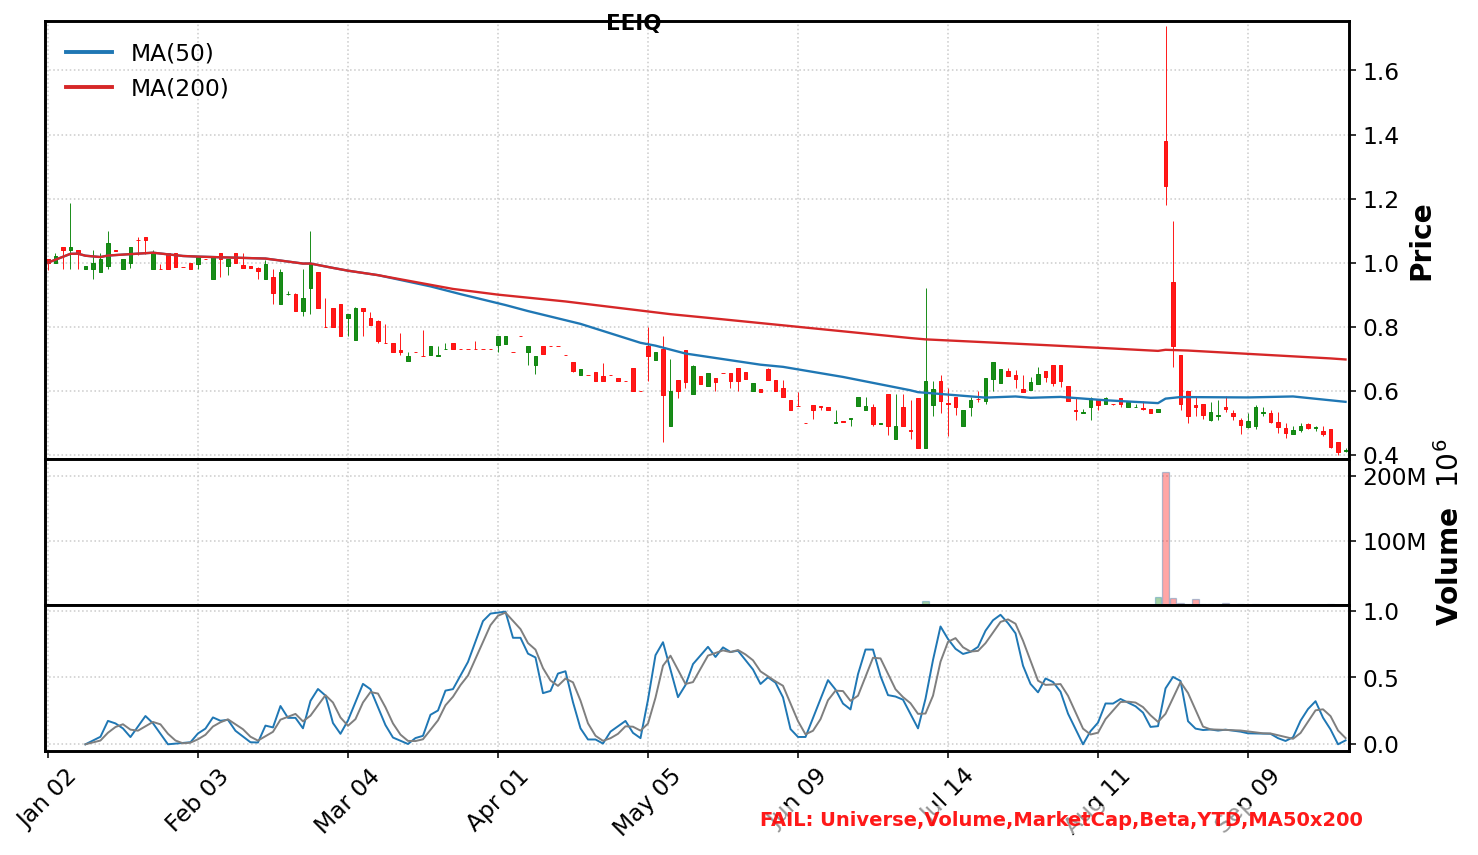 EEIQ
MA(50)
MA(200)
1.6
1.4
1.2
1.0
0.8
0.6
0.4
Price
200M
100M
Volume 10⁶
1.0
0.5
0.0
Jan 02
Feb 03
Mar 04
Apr 01
May 05
Jun 09
Jul 14
Aug 11
Sep 09
FAIL: Universe,Volume,MarketCap,Beta,YTD,MA50x200